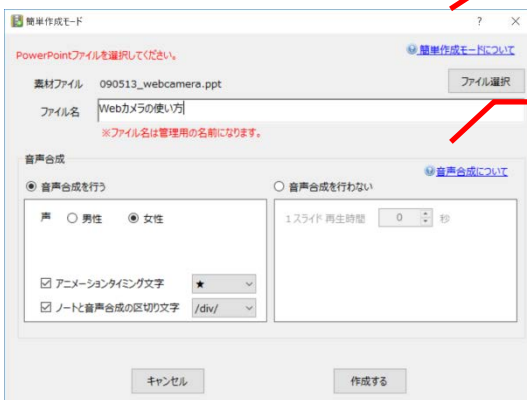 簡単作成モード
PowerPointファイルを選択してください。
簡単作成モードについて
素材ファイル 090513_webcamera.ppt ファイル選択
ファイル名 Webカメラの使い方
※ファイル名は管理用の名前になります。
音声合成
音声合成について
音声合成を行う 音声合成を行わない
声 男性 女性 1スライド 再生時間 0 秒
アニメーションタイミング文字 ★
ノートと音声合成の区切り文字 /div/
キャンセル 作成する